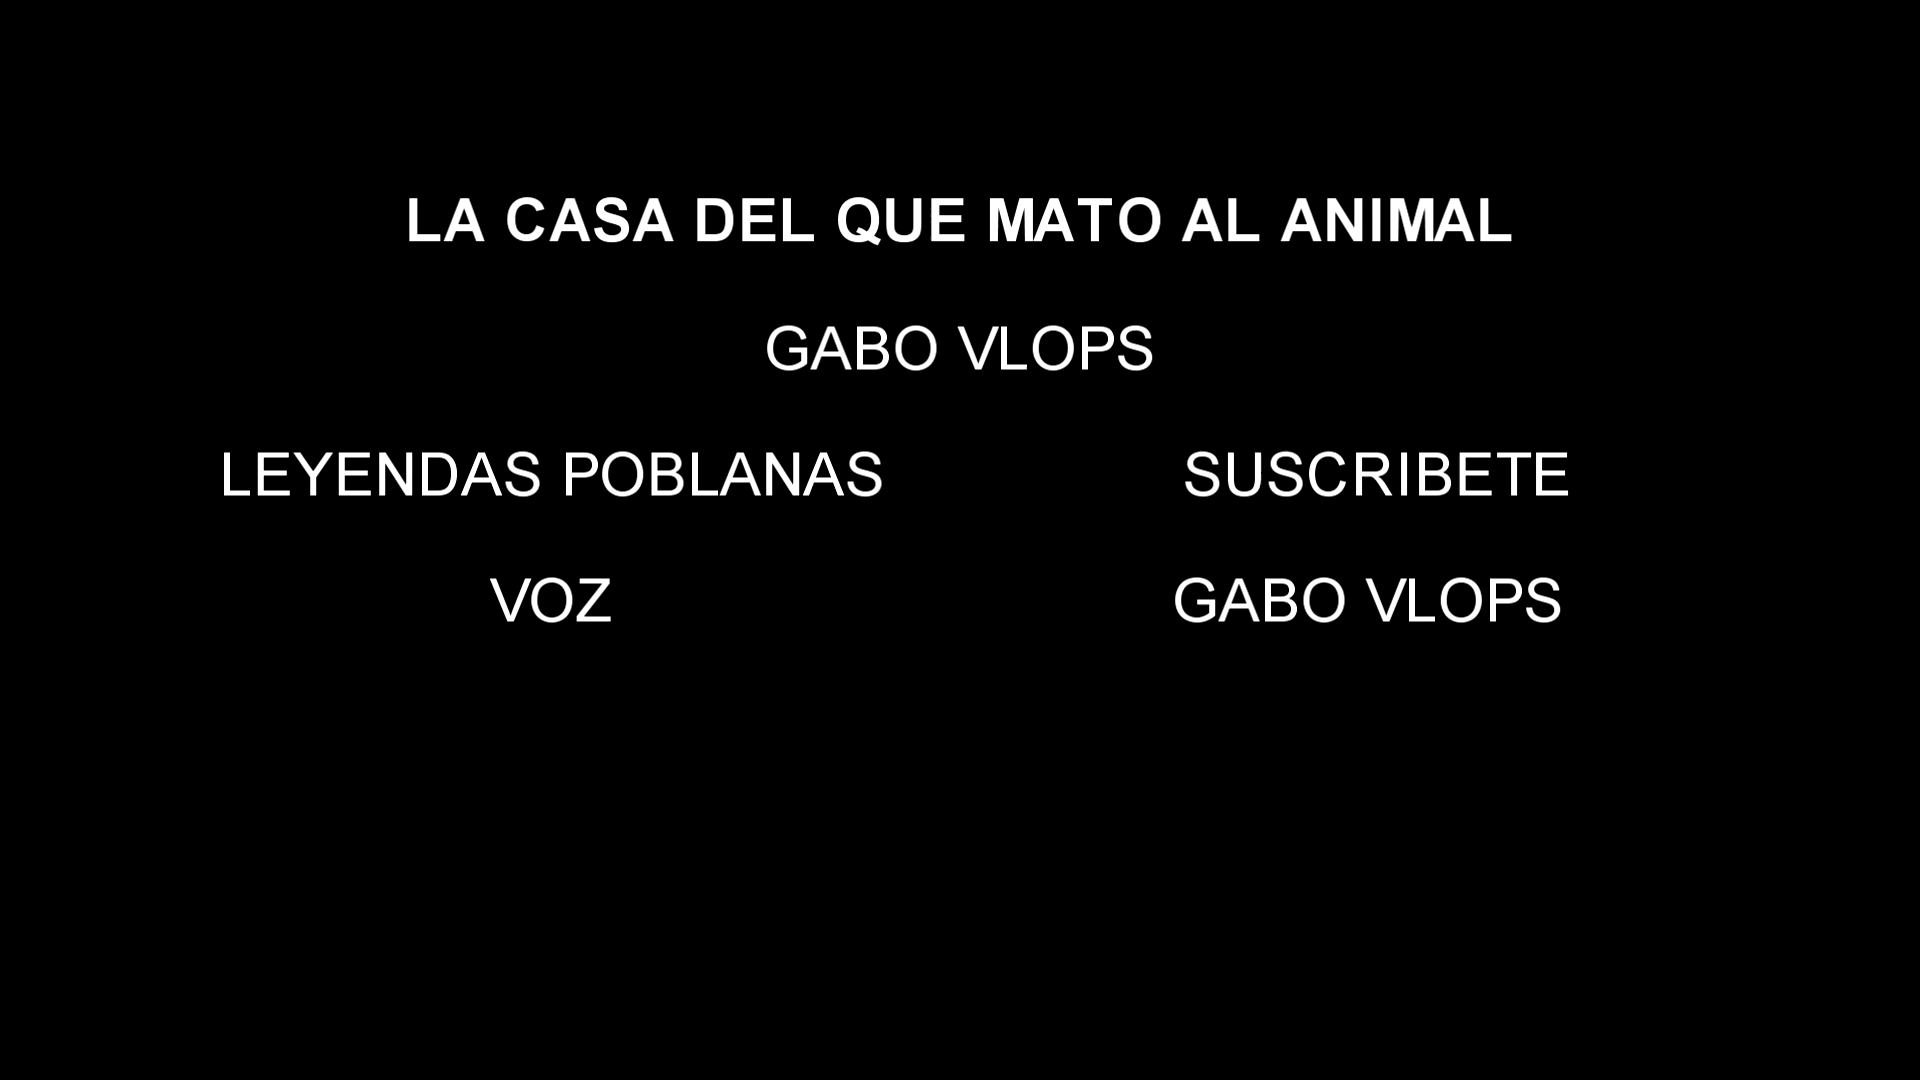 LA CASA DEL QUE MATO AL ANIMAL
GABO VLOPS
LEYENDAS POBLANAS SUSCRIBETE
VOZ GABO VLOPS